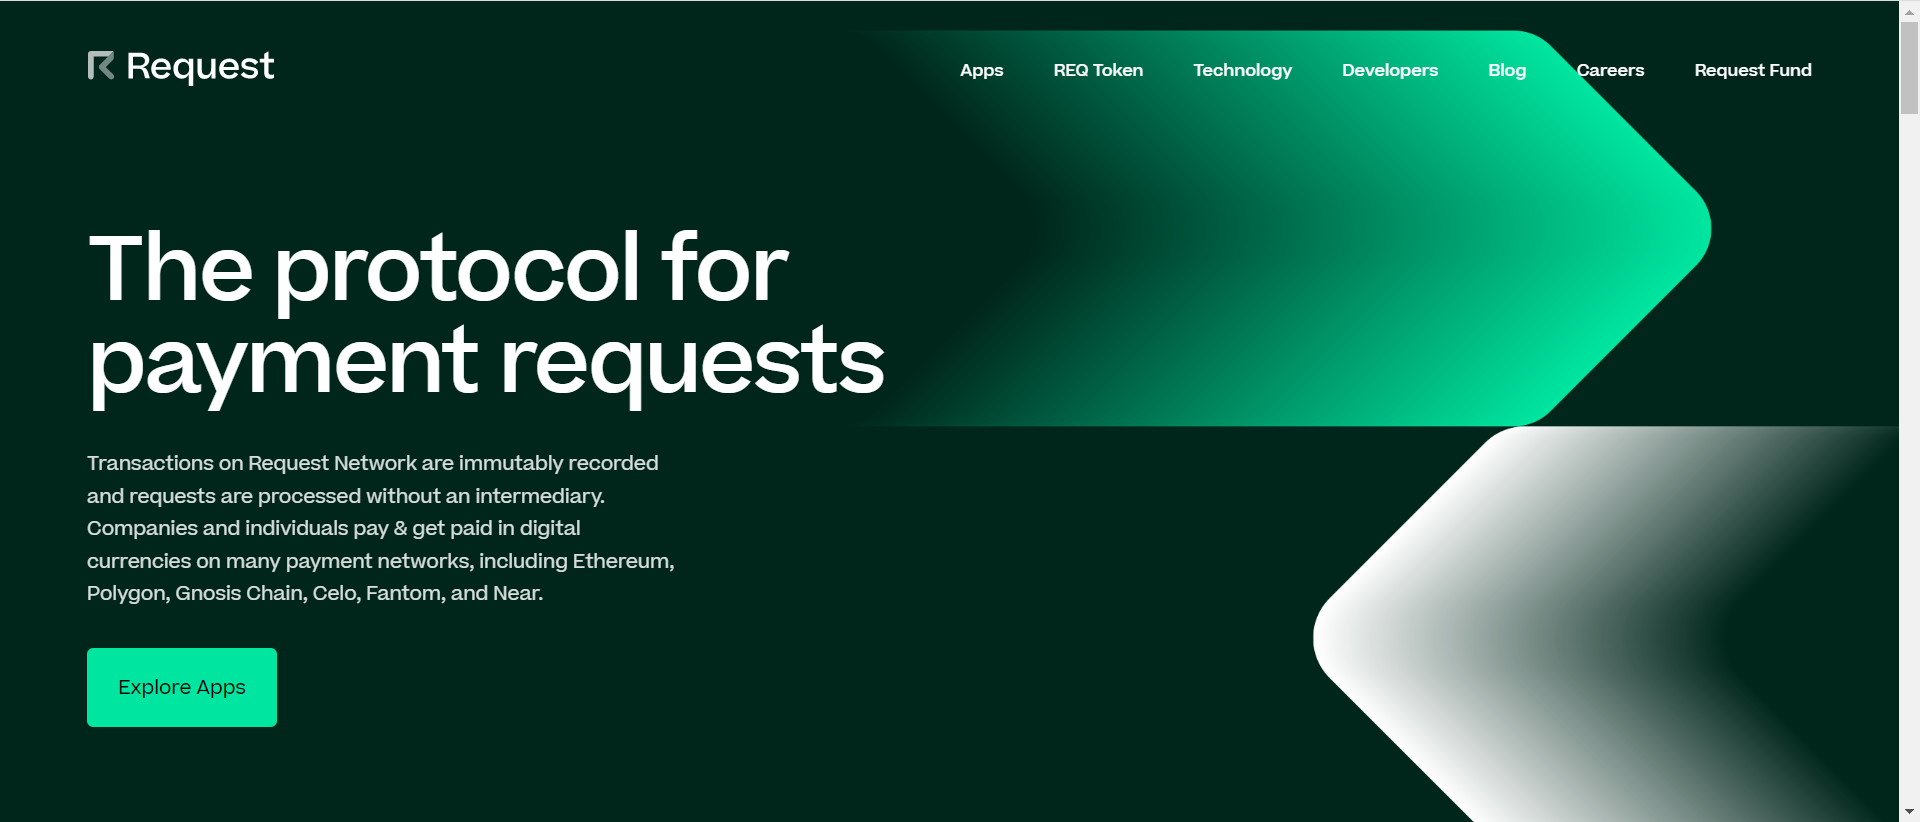 Request
Apps
REQ Token
Technology
Developers
Blog
Careers
Request Fund
The protocol for
payment requests
Transactions on Request Network are immutably recorded
and requests are processed without an intermediary.
Companies and individuals pay & get paid in digital
currencies on many payment networks, including Ethereum,
Polygon, Gnosis Chain, Celo, Fantom, and Near.
Explore Apps